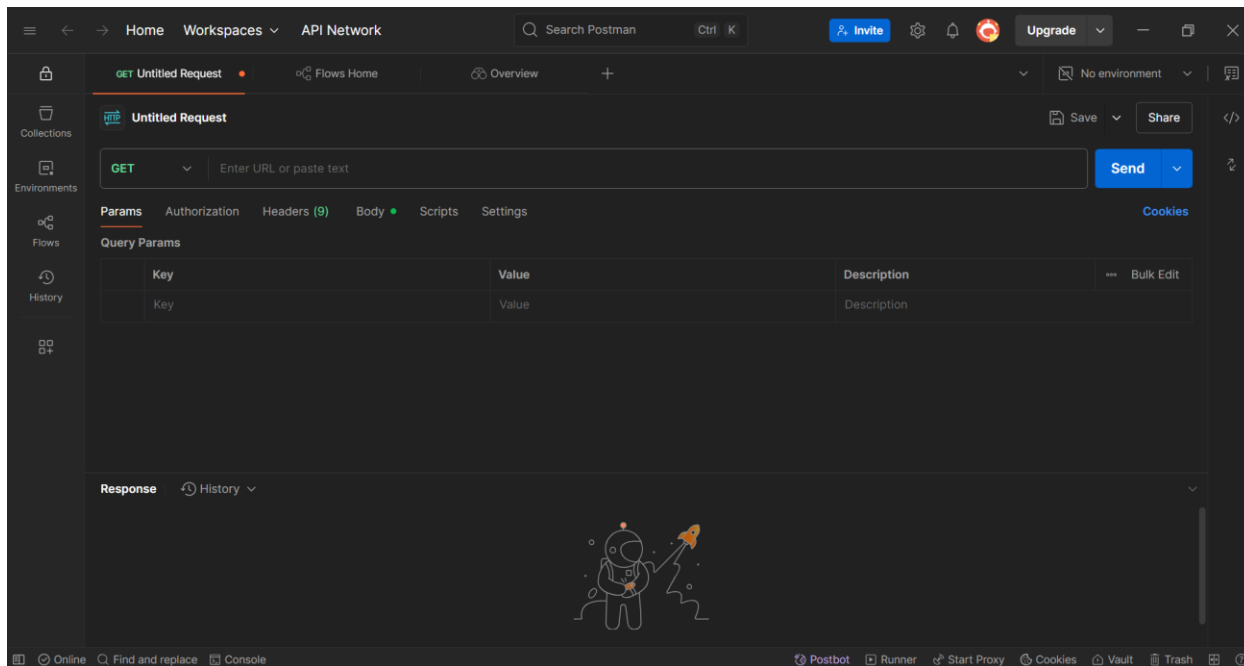 Home Workspaces API Network Search Postman Ctrl K Invite Upgrade
GET Untitled Request Flows Home Overview No environment
HTTP Untitled Request Save Share
Collections
GET Enter URL or paste text Send
Environments
Params Authorization Headers (9) Body Scripts Settings Cookies
Flows
Query Params
Key Value Description Bulk Edit
History
Key Value Description
Response History
Online Find and replace Console Postbot Runner Start Proxy Cookies Vault Trash